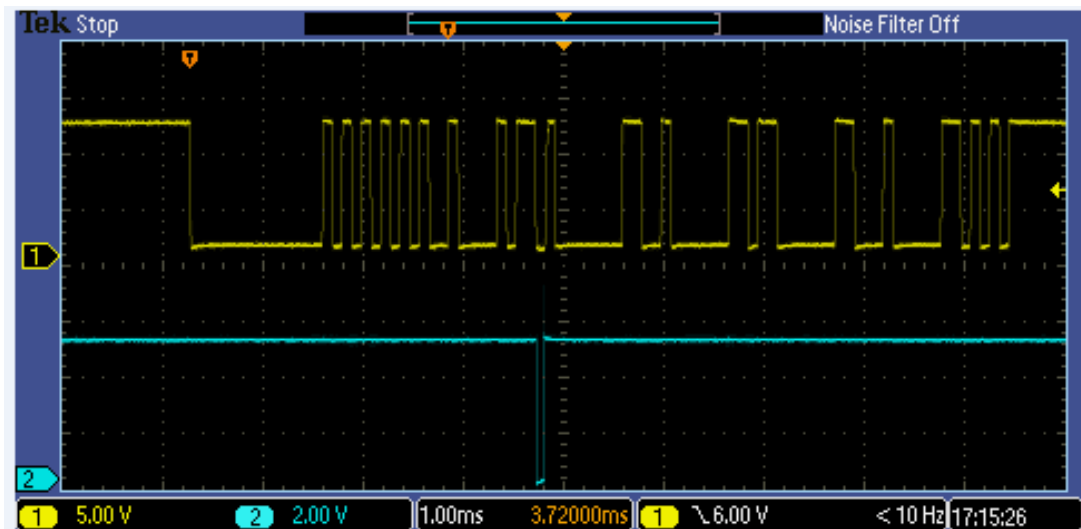 Tek Stop Noise Filter Off
T
T
1
2
1 5.00 V 2 2.00 V 1.00ms 3.72000ms 1 \ 6.00 V < 10 Hz 17:15:26